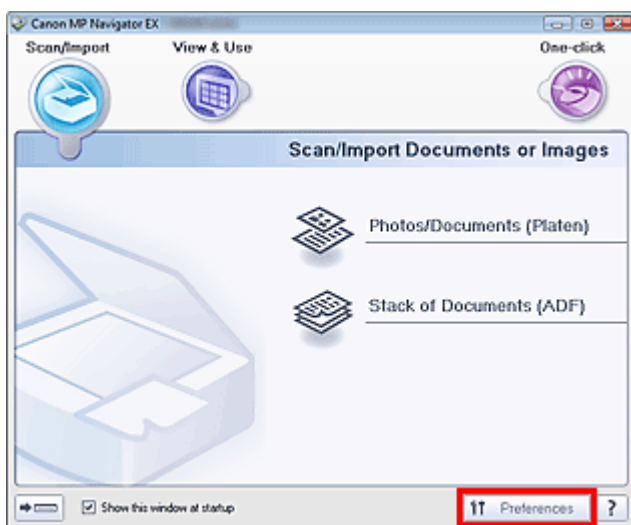 Canon MP Navigator EX
Scan/Import View & Use One-click
Scan/Import Documents or Images
Photos/Documents (Platen)
Stack of Documents (ADF)
Show this window at startup Preferences ?